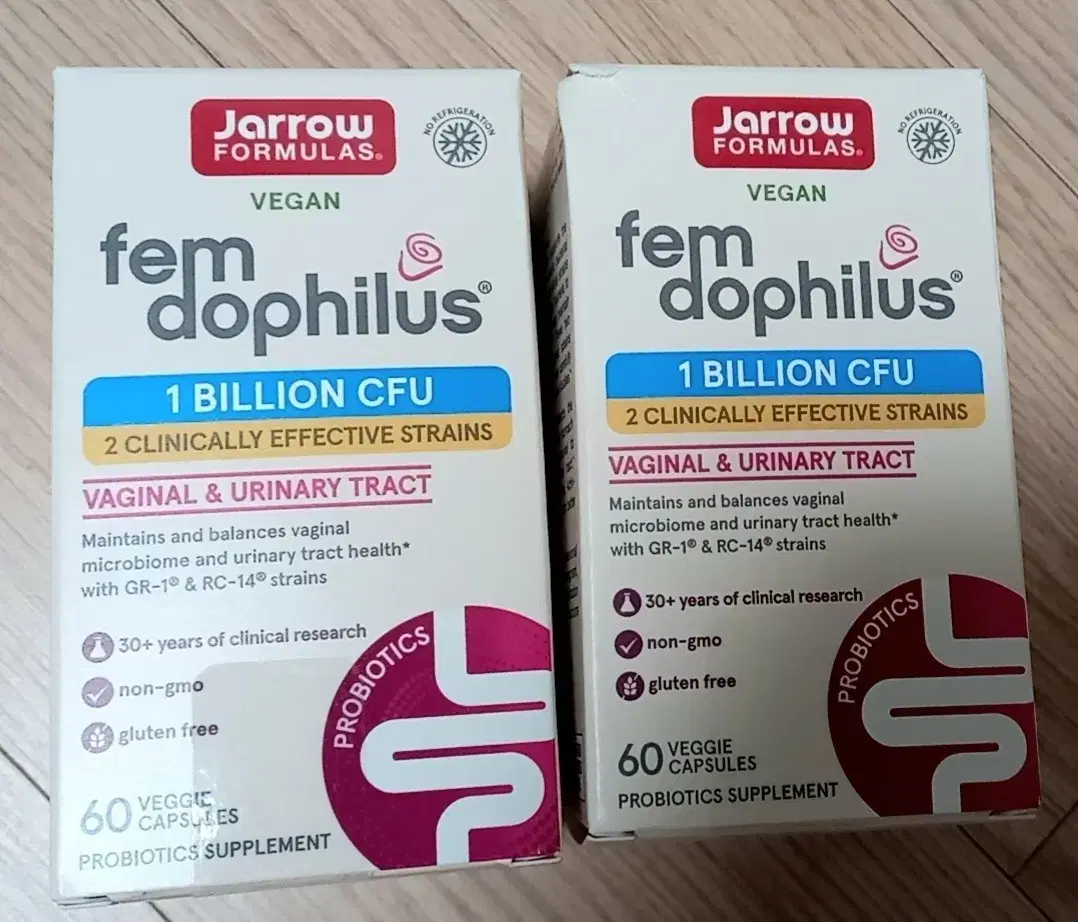 Jarrow
FORMULAS®
NO REFRIGERATION
VEGAN
fem
dophilus®
1 BILLION CFU
2 CLINICALLY EFFECTIVE STRAINS
VAGINAL & URINARY TRACT
Maintains and balances vaginal
microbiome and urinary tract health*
with GR-1® & RC-14® strains
30+ years of clinical research
non-gmo
gluten free
PROBIOTICS
60 VEGGIE
CAPSULES
PROBIOTICS SUPPLEMENT
Jarrow
FORMULAS®
NO REFRIGERATION
VEGAN
fem
dophilus®
1 BILLION CFU
2 CLINICALLY EFFECTIVE STRAINS
VAGINAL & URINARY TRACT
Maintains and balances vaginal
microbiome and urinary tract health*
with GR-1® & RC-14® strains
30+ years of clinical research
non-gmo
gluten free
PROBIOTICS
60 VEGGIE
CAPSULES
PROBIOTICS SUPPLEMENT